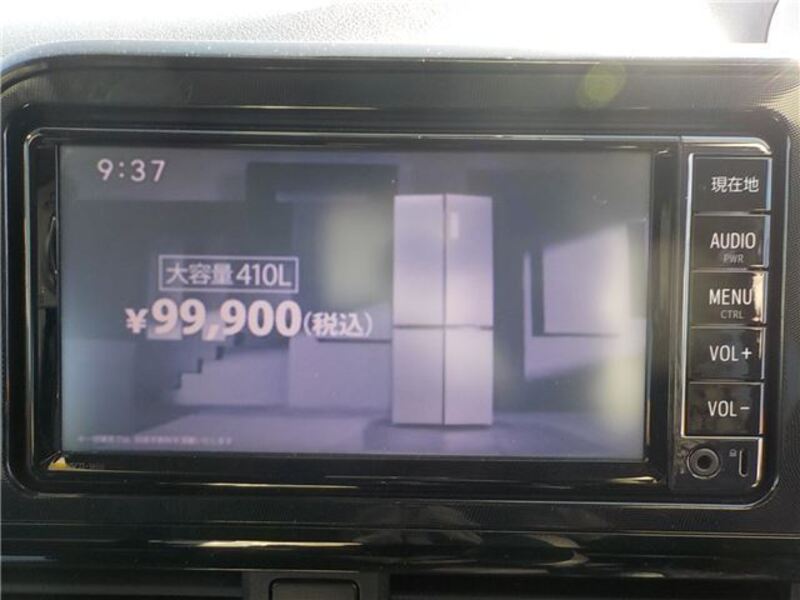 9:37
大容量410L
¥99,900(税込)
現在地
AUDIO
PWR
MENU
CTRL
VOL+
VOL-